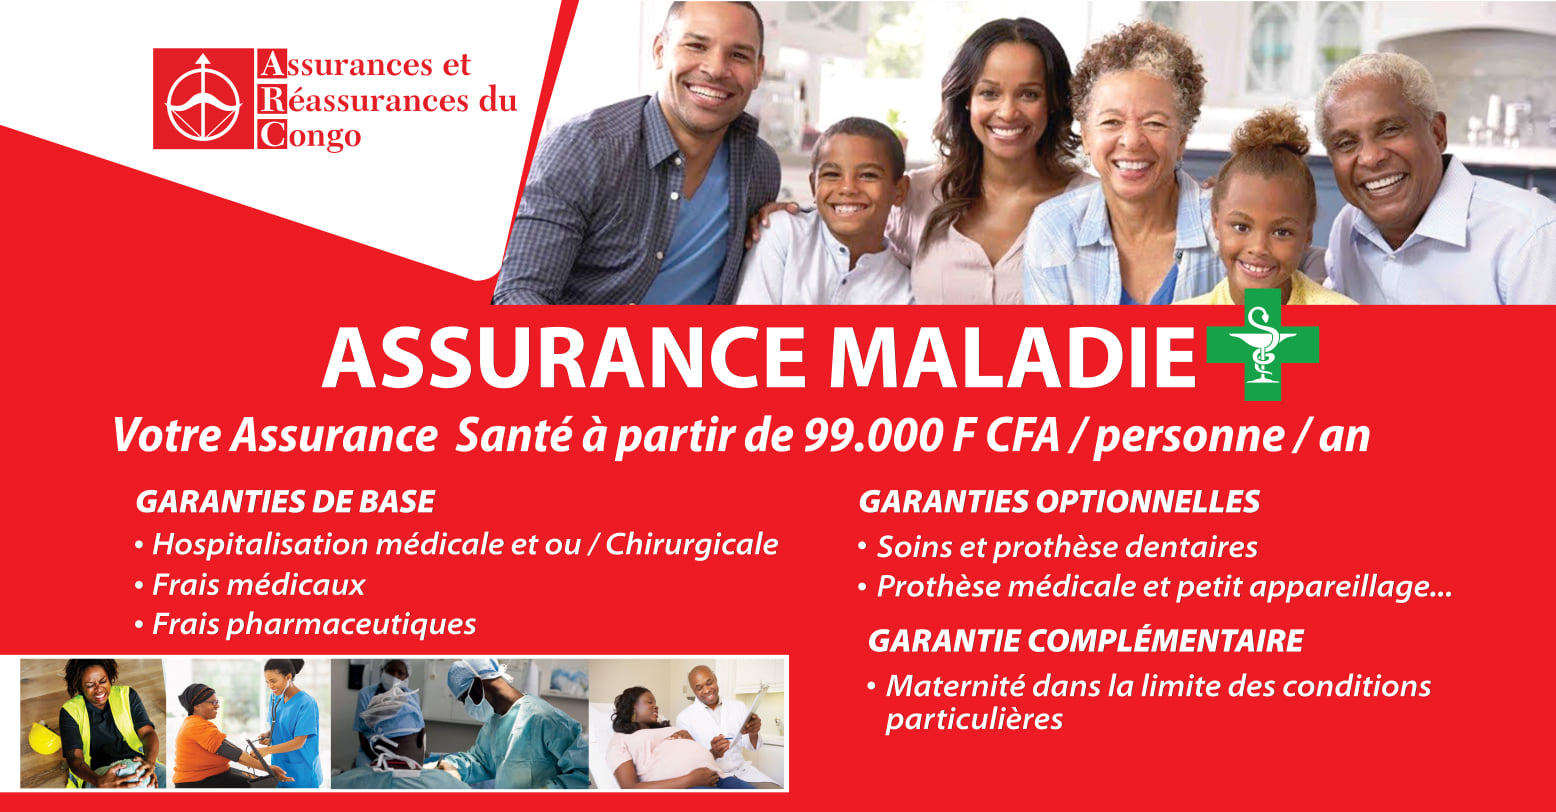 Assurances et
Réassurances du
Congo
ASSURANCE MALADIE
Votre Assurance Santé à partir de 99.000 F CFA / personne / an
GARANTIES DE BASE
• Hospitalisation médicale et ou / Chirurgicale
• Frais médicaux
• Frais pharmaceutiques
GARANTIES OPTIONNELLES
• Soins et prothèse dentaires
• Prothèse médicale et petit appareillage...
GARANTIE COMPLÉMENTAIRE
• Maternité dans la limite des conditions
particulières